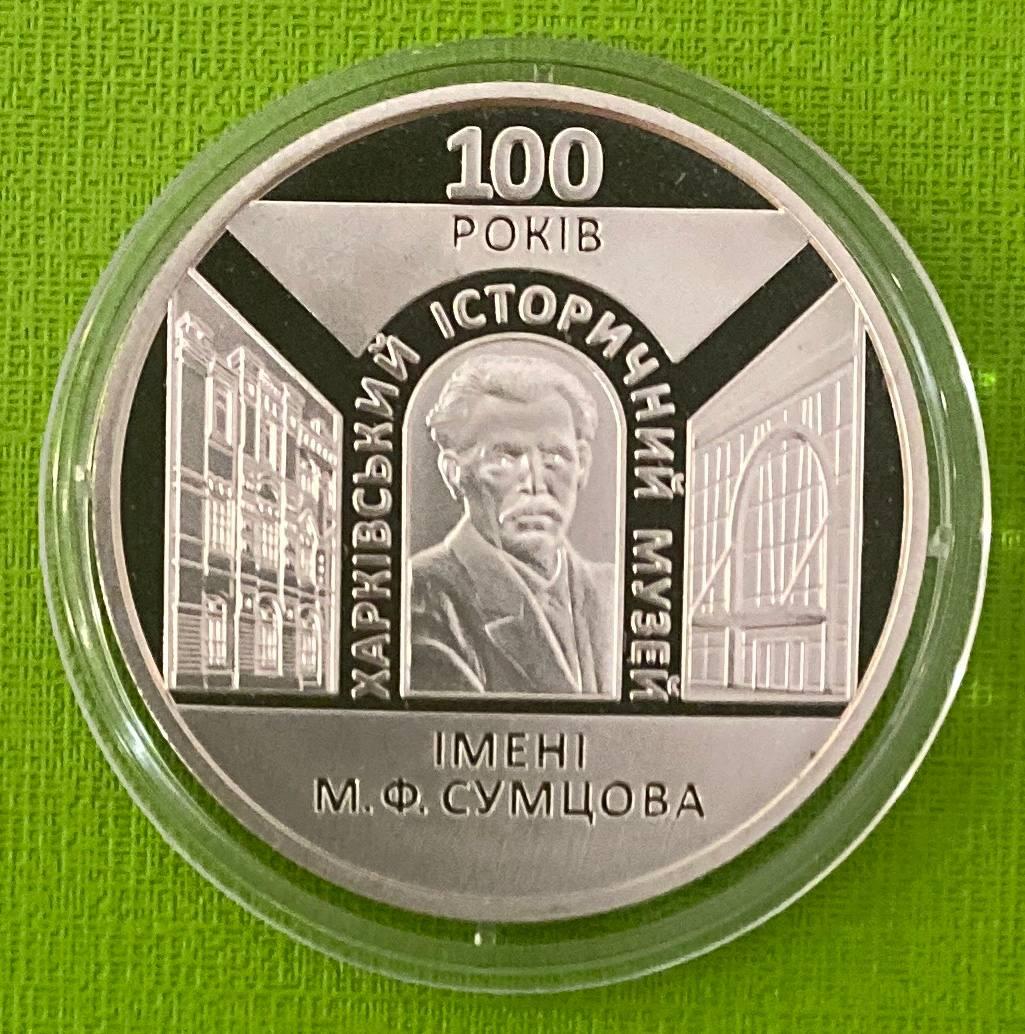 100
РОКІВ
ХАРКІВСЬКИЙ ІСТОРИЧНИЙ МУЗЕЙ
ІМЕНІ
М. Ф. СУМЦОВА